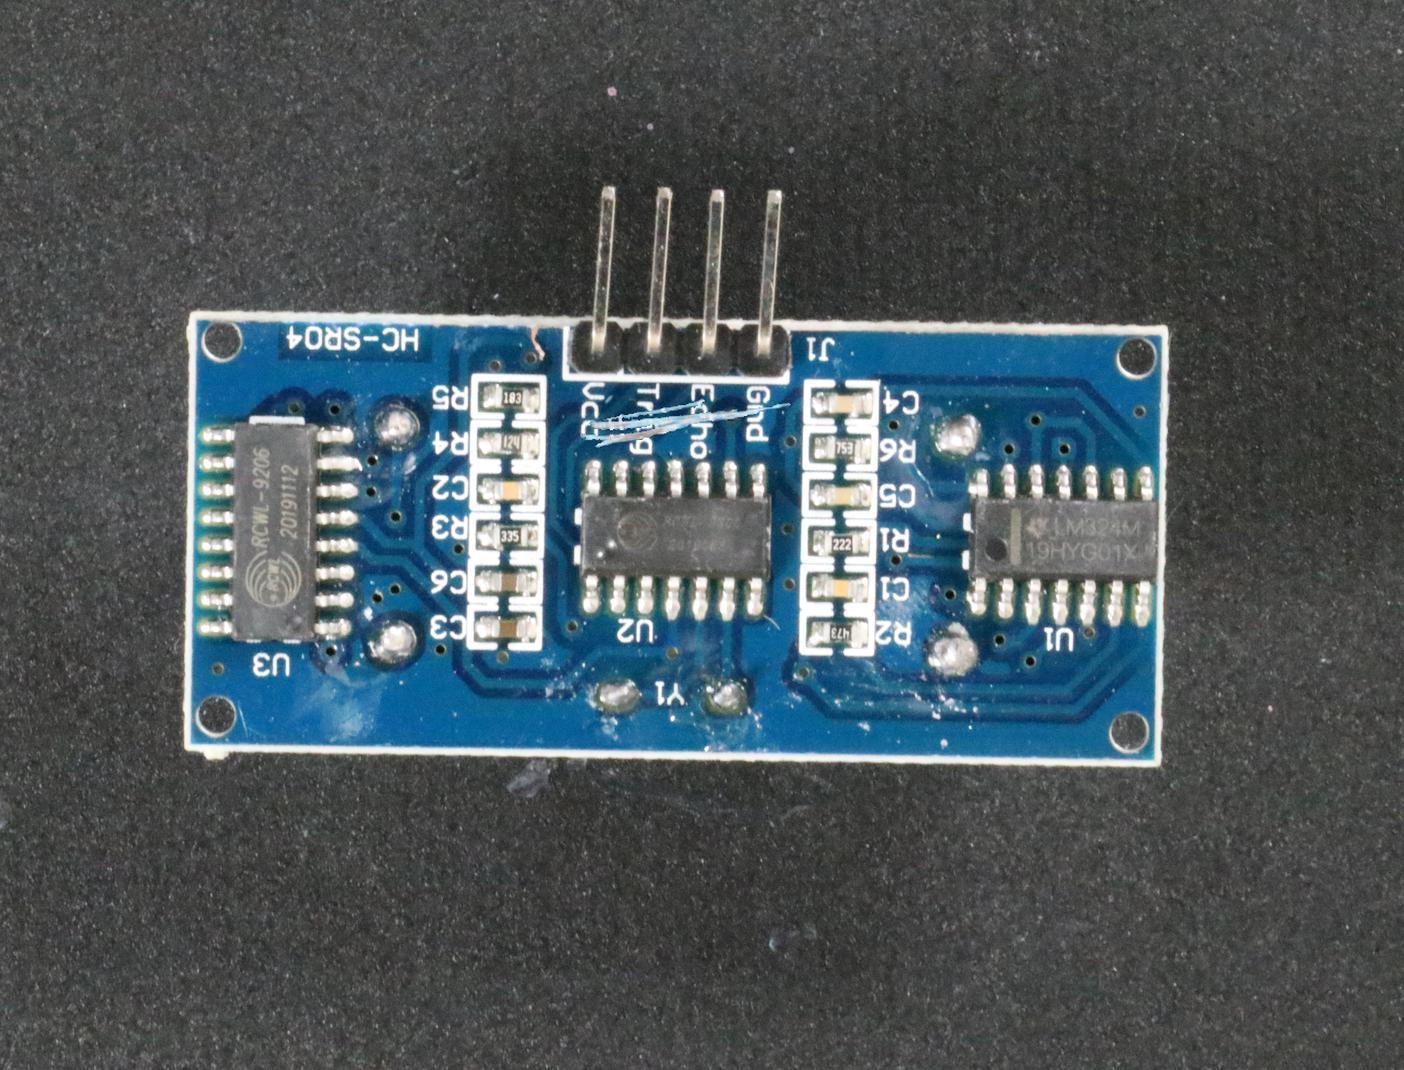 HC-SR04
J1
Vcc
Trig
Echo
Gnd
R5
183
R4
124
C2
R3
335
C6
C3
C4
R6
753
C5
R1
222
C1
R2
473
RCWL-9206
20191112
RCWL
U3
U2
Y1
LM324M
19HYG01X
U1